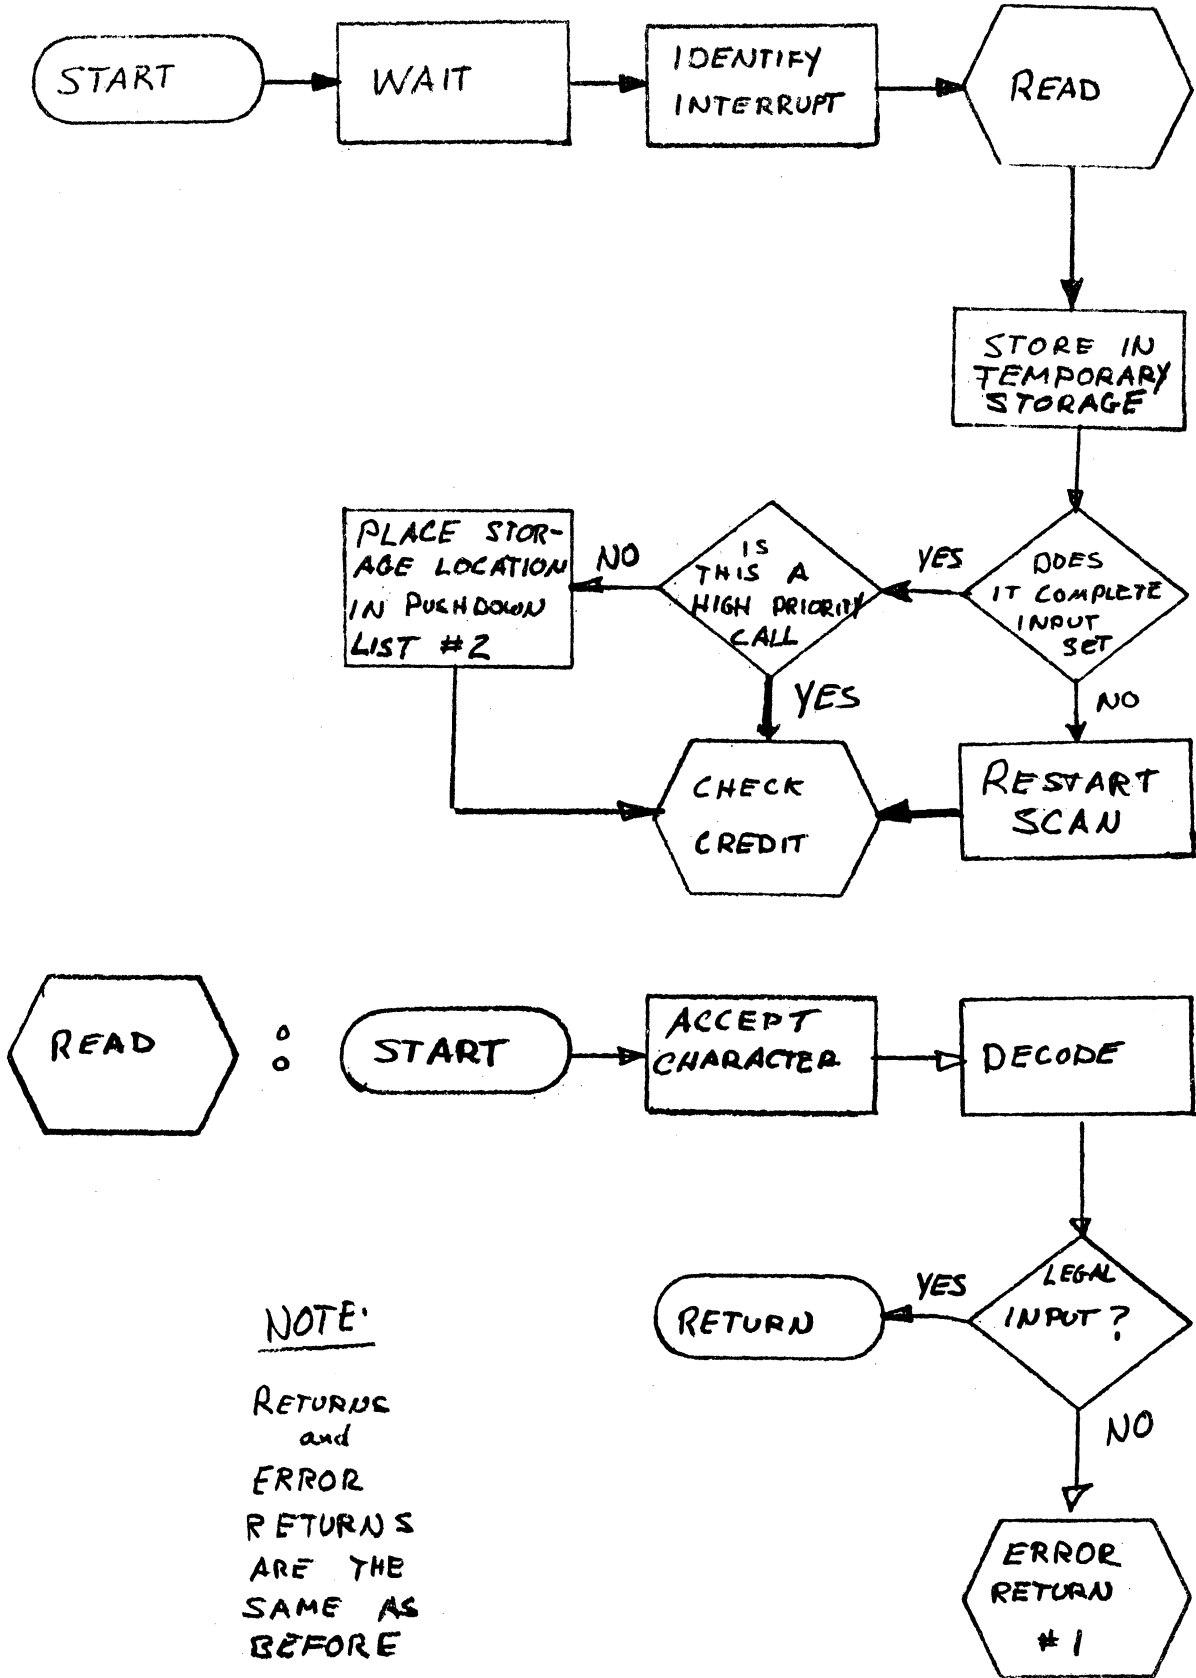 START
WAIT
IDENTIFY
INTERRUPT
READ
STORE IN
TEMPORARY
STORAGE
DOES
IT COMPLETE
INPUT
SET
YES
NO
IS
THIS A
HIGH PRIORITY
CALL
NO
YES
PLACE STOR-
AGE LOCATION
IN PUSHDOWN
LIST #2
RESTART
SCAN
CHECK
CREDIT
READ :
START
ACCEPT
CHARACTER
DECODE
LEGAL
INPUT?
YES
RETURN
NO
ERROR
RETURN
#1
NOTE:
RETURNS
and
ERROR
RETURNS
ARE THE
SAME AS
BEFORE